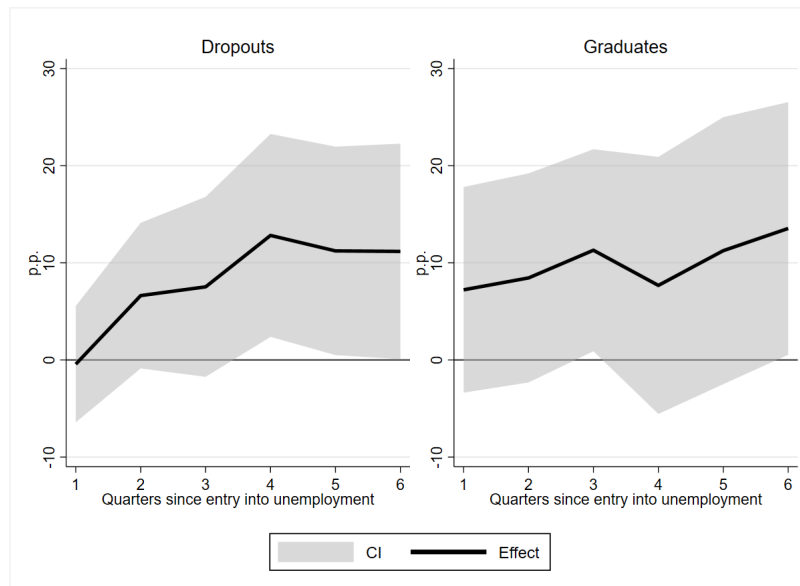 Dropouts
30
20
10
0
-10
p.p.
1 2 3 4 5 6
Quarters since entry into unemployment
Graduates
30
20
10
0
-10
p.p.
1 2 3 4 5 6
Quarters since entry into unemployment
CI Effect